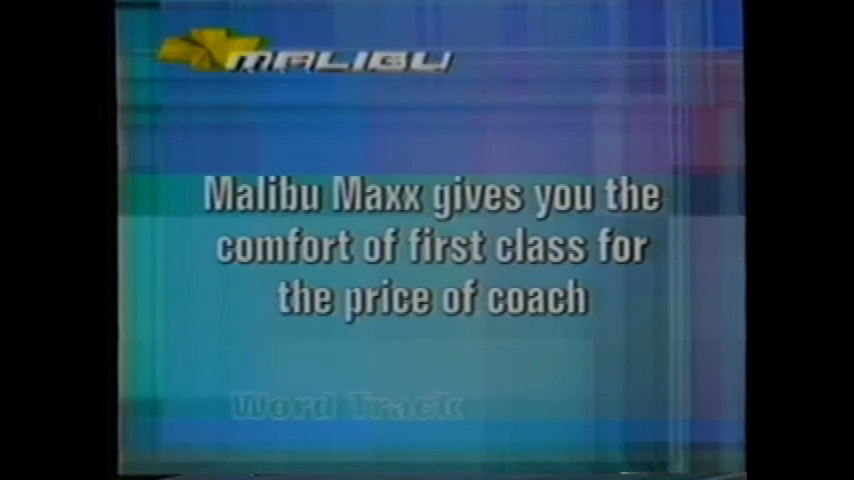 MALIBU
Malibu Maxx gives you the
comfort of first class for
the price of coach
Word Track